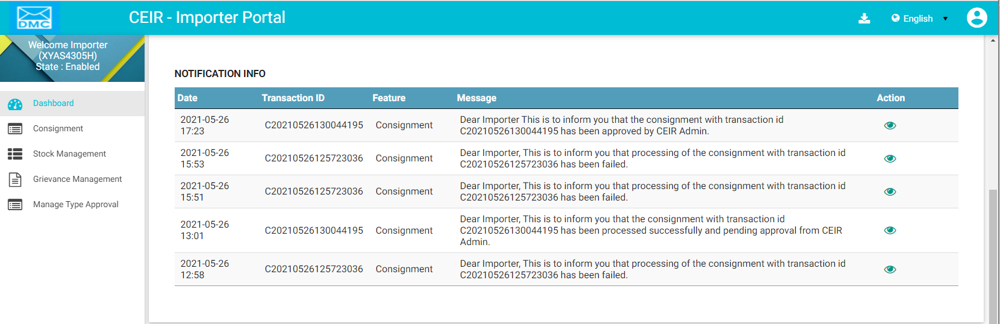 DMC
CEIR - Importer Portal
English
Welcome Importer
(XYAS4305H)
State : Enabled
Dashboard
Consignment
Stock Management
Grievance Management
Manage Type Approval
NOTIFICATION INFO
Date Transaction ID Feature Message Action
2021-05-26
17:23
C20210526130044195 Consignment
Dear Importer This is to inform you that the consignment with transaction id
C20210526130044195 has been approved by CEIR Admin.
2021-05-26
15:53
C20210526125723036 Consignment
Dear Importer, This is to inform you that processing of the consignment with transaction id
C20210526125723036 has been failed.
2021-05-26
15:51
C20210526125723036 Consignment
Dear Importer, This is to inform you that processing of the consignment with transaction id
C20210526125723036 has been failed.
2021-05-26
13:01
C20210526130044195 Consignment
Dear Importer, This is to inform you that the consignment with transaction id
C20210526130044195 has been processed successfully and pending approval from CEIR
Admin.
2021-05-26
12:58
C20210526125723036 Consignment
Dear Importer, This is to inform you that processing of the consignment with transaction id
C20210526125723036 has been failed.